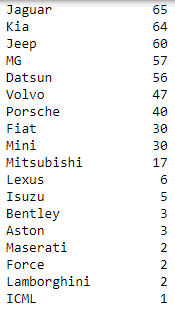 Jaguar 65
Kia 64
Jeep 60
MG 57
Datsun 56
Volvo 47
Porsche 40
Fiat 30
Mini 30
Mitsubishi 17
Lexus 6
Isuzu 5
Bentley 3
Aston 3
Maserati 2
Force 2
Lamborghini 2
ICML 1